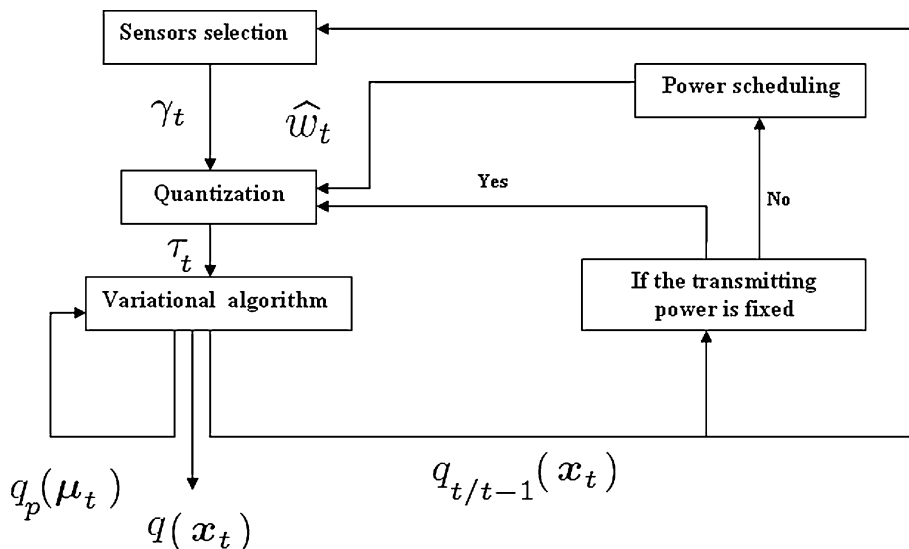 Sensors selection
Power scheduling
γ_t
ŵ_t
Quantization
Yes
No
τ_t
If the transmitting
power is fixed
Variational algorithm
q_p(μ_t)
q_{t/t−1}(x_t)
q(x_t)